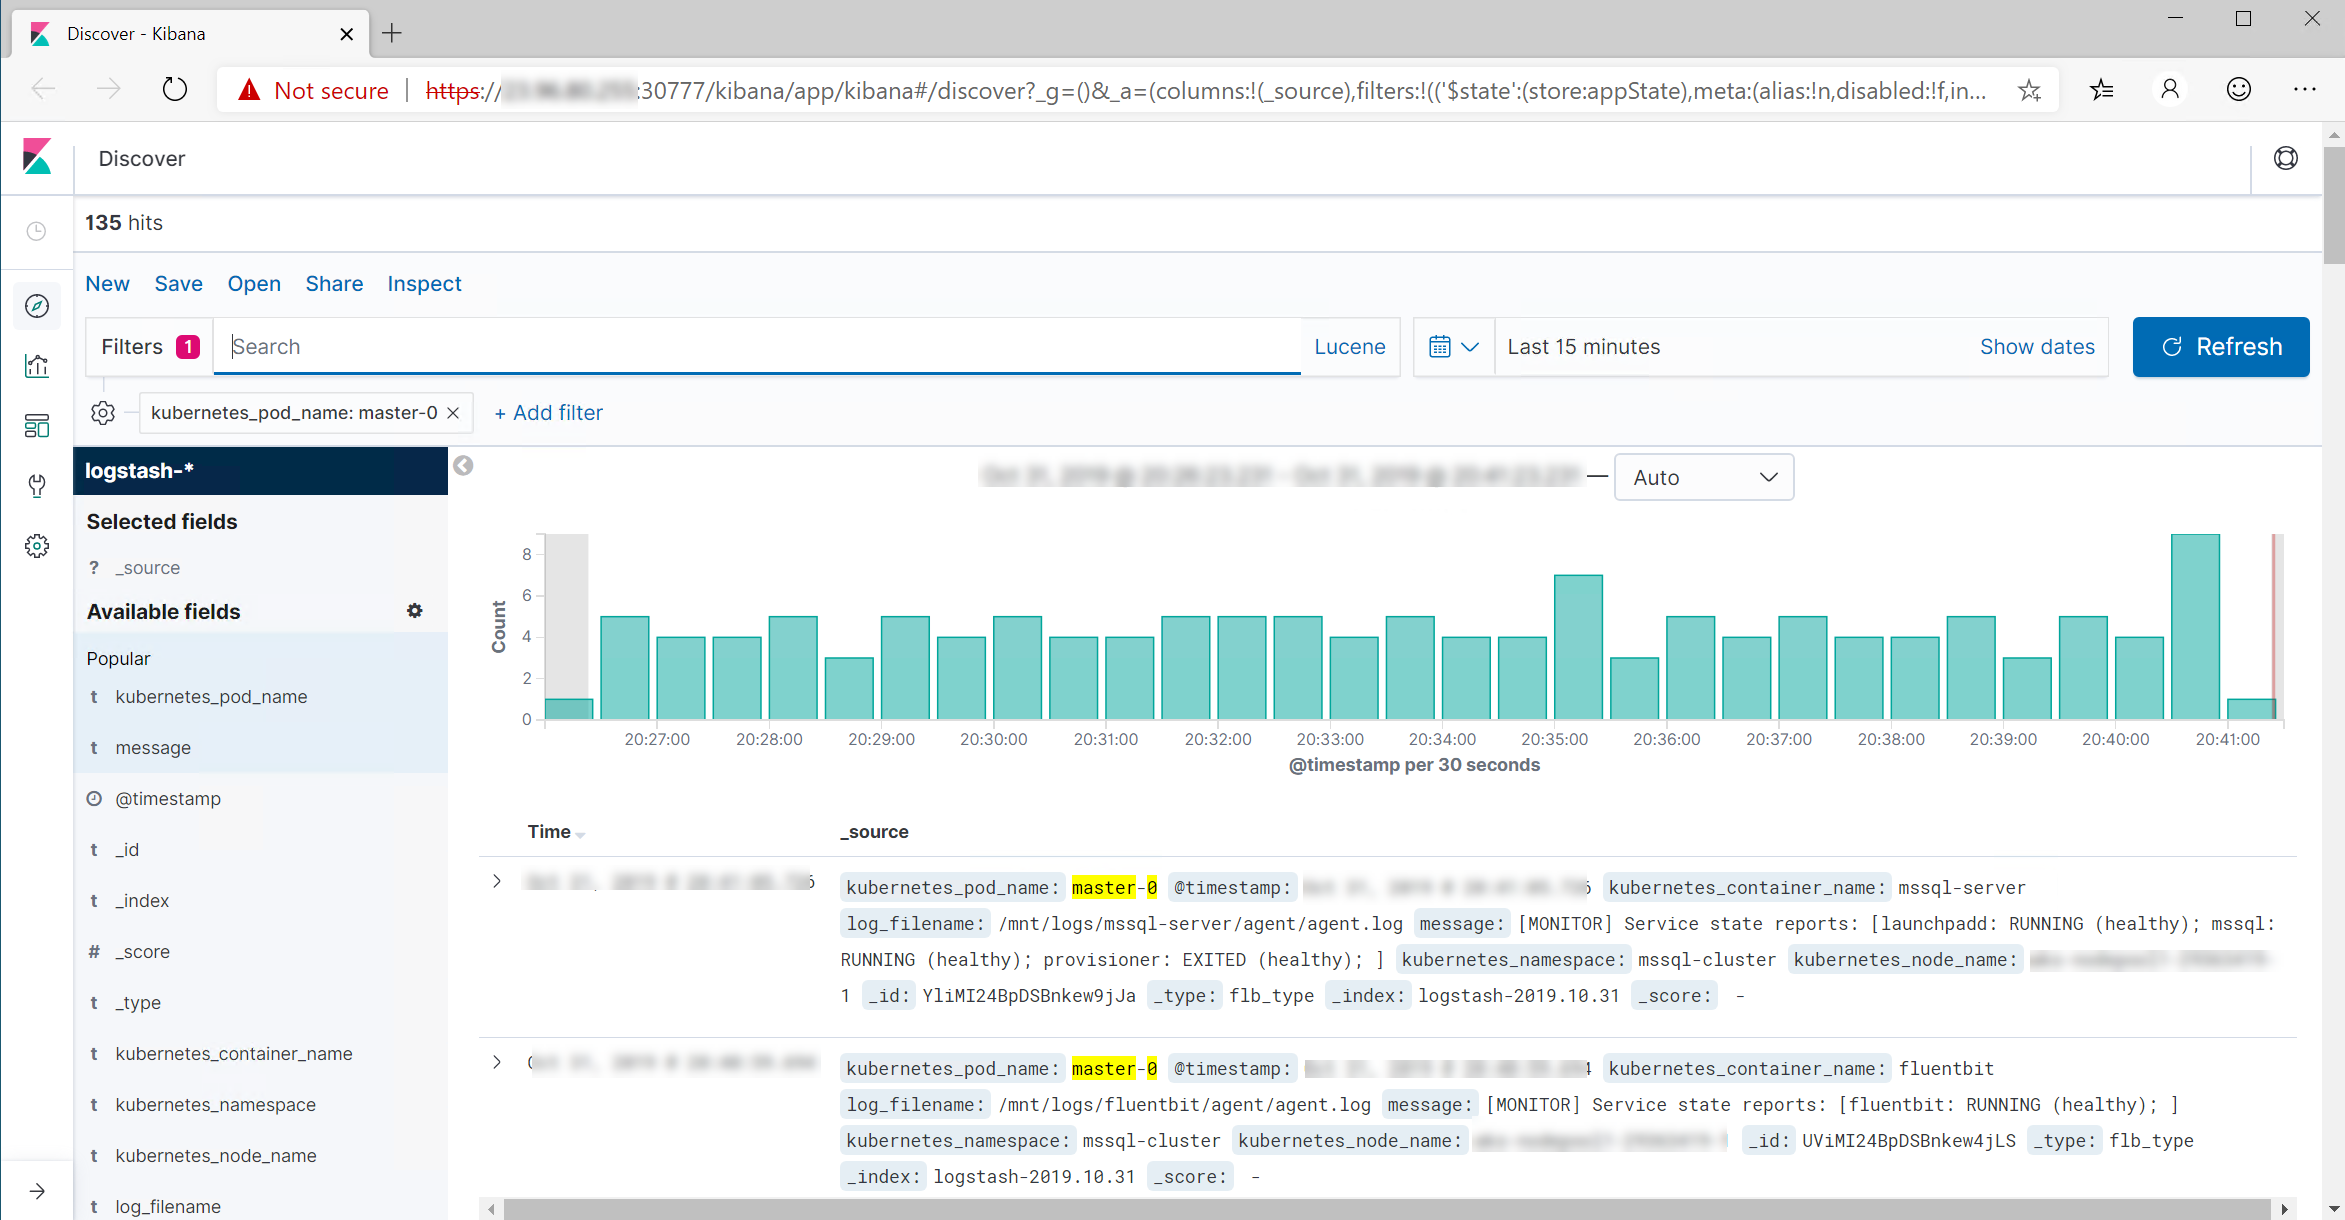 Discover - Kibana
Not secure https:// :30777/kibana/app/kibana#/discover?_g=()&_a=(columns:!(_source),filters:!(('$state':(store:appState),meta:(alias:!n,disabled:!f,in...
Discover
135 hits
New Save Open Share Inspect
Filters 1 Search Lucene Last 15 minutes Show dates Refresh
kubernetes_pod_name: master-0 + Add filter
logstash-*
— Auto
Selected fields
? _source
Available fields
Popular
t kubernetes_pod_name
t message
@timestamp
t _id
t _index
# _score
t _type
t kubernetes_container_name
t kubernetes_namespace
t kubernetes_node_name
t log_filename
Count
8
6
4
2
0
20:27:00 20:28:00 20:29:00 20:30:00 20:31:00 20:32:00 20:33:00 20:34:00 20:35:00 20:36:00 20:37:00 20:38:00 20:39:00 20:40:00 20:41:00
@timestamp per 30 seconds
Time _source
kubernetes_pod_name: master-0 @timestamp: kubernetes_container_name: mssql-server
log_filename: /mnt/logs/mssql-server/agent/agent.log message: [MONITOR] Service state reports: [launchpadd: RUNNING (healthy); mssql:
RUNNING (healthy); provisioner: EXITED (healthy); ] kubernetes_namespace: mssql-cluster kubernetes_node_name:
1 _id: YliMI24BpDSBnkew9jJa _type: flb_type _index: logstash-2019.10.31 _score: -
kubernetes_pod_name: master-0 @timestamp: kubernetes_container_name: fluentbit
log_filename: /mnt/logs/fluentbit/agent/agent.log message: [MONITOR] Service state reports: [fluentbit: RUNNING (healthy); ]
kubernetes_namespace: mssql-cluster kubernetes_node_name: _id: UViMI24BpDSBnkew4jLS _type: flb_type
_index: logstash-2019.10.31 _score: -